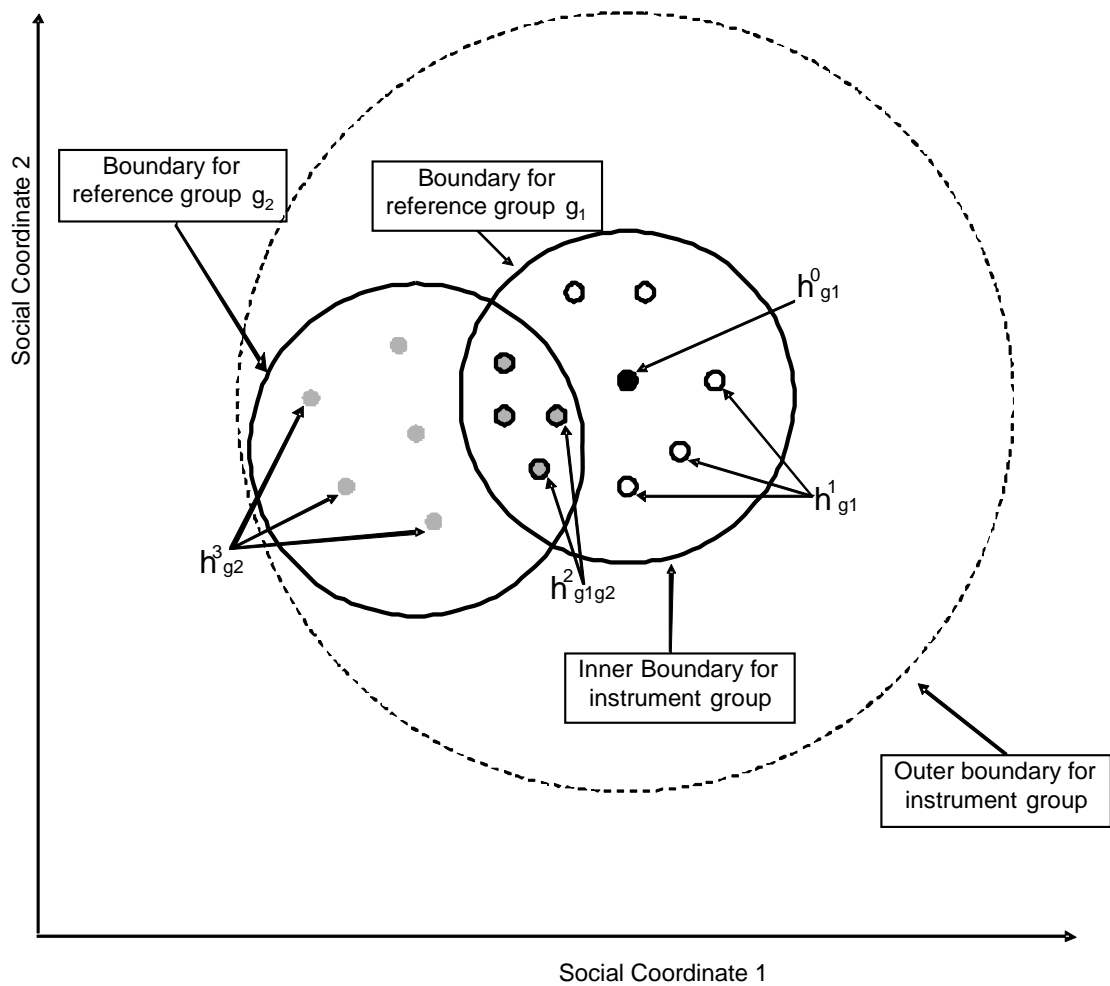 Social Coordinate 2
Boundary for
reference group g₂
Boundary for
reference group g₁
h⁰g1
h¹g1
h³g2
h²g1g2
Inner Boundary for
instrument group
Outer boundary for
instrument group
Social Coordinate 1